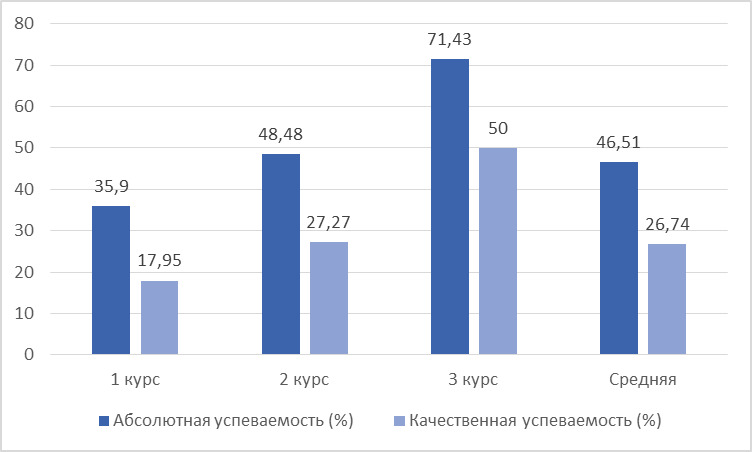 80
70
60
50
40
30
20
10
0
35,9
17,95
48,48
27,27
71,43
50
46,51
26,74
1 курс
2 курс
3 курс
Средняя
Абсолютная успеваемость (%)
Качественная успеваемость (%)